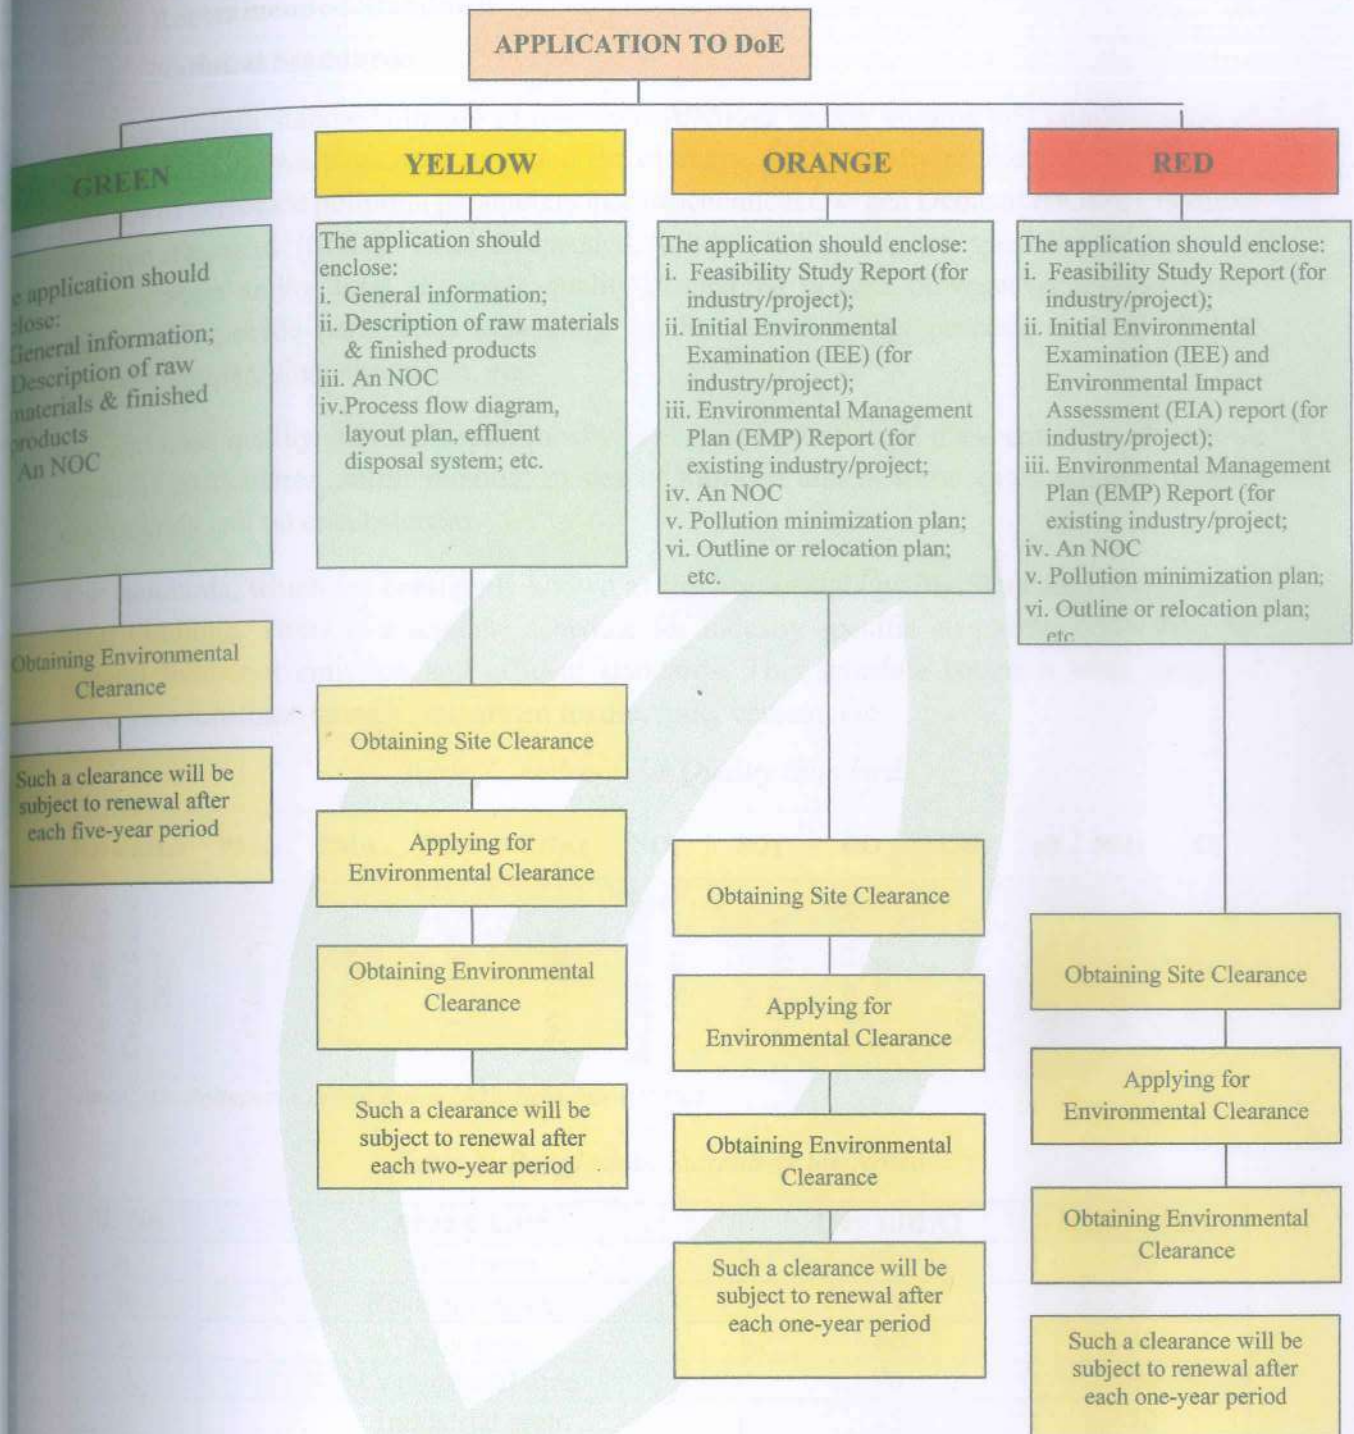 APPLICATION TO DoE
GREEN
application should
General information;
Description of raw
materials & finished
products
An NOC
Obtaining Environmental
Clearance
Such a clearance will be
subject to renewal after
each five-year period
YELLOW
The application should
enclose:
i. General information;
ii. Description of raw materials
& finished products
iii. An NOC
iv.Process flow diagram,
layout plan, effluent
disposal system; etc.
Obtaining Site Clearance
Applying for
Environmental Clearance
Obtaining Environmental
Clearance
Such a clearance will be
subject to renewal after
each two-year period
ORANGE
The application should enclose:
i. Feasibility Study Report (for
industry/project);
ii. Initial Environmental
Examination (IEE) (for
industry/project);
iii. Environmental Management
Plan (EMP) Report (for
existing industry/project;
iv. An NOC
v. Pollution minimization plan;
vi. Outline or relocation plan;
etc.
Obtaining Site Clearance
Applying for
Environmental Clearance
Obtaining Environmental
Clearance
Such a clearance will be
subject to renewal after
each one-year period
RED
The application should enclose:
i. Feasibility Study Report (for
industry/project);
ii. Initial Environmental
Examination (IEE) and
Environmental Impact
Assessment (EIA) report (for
industry/project);
iii. Environmental Management
Plan (EMP) Report (for
existing industry/project;
iv. An NOC
v. Pollution minimization plan;
vi. Outline or relocation plan;
etc
Obtaining Site Clearance
Applying for
Environmental Clearance
Obtaining Environmental
Clearance
Such a clearance will be
subject to renewal after
each one-year period